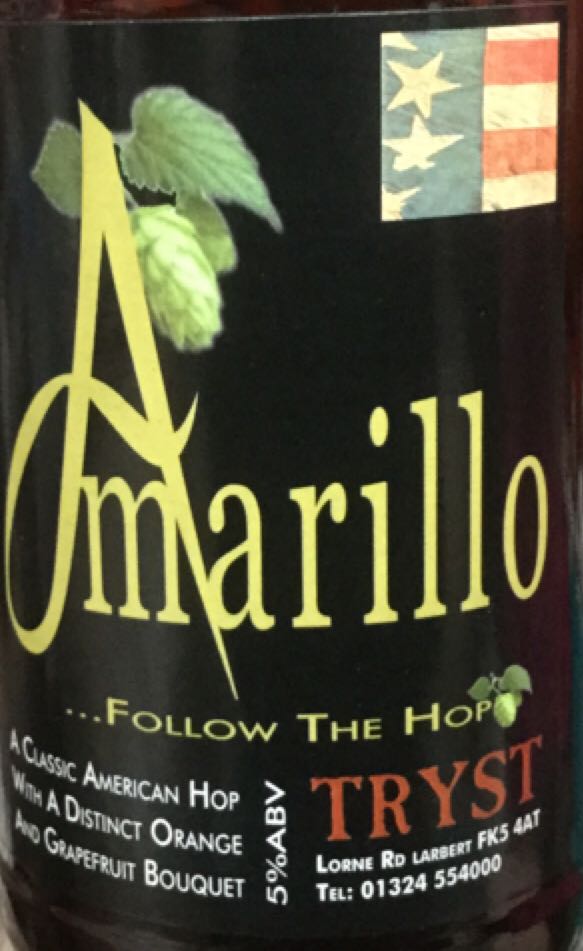 Amarillo
...FOLLOW THE HOP
A CLASSIC AMERICAN HOP
WITH A DISTINCT ORANGE
AND GRAPEFRUIT BOUQUET
5%ABV
TRYST
LORNE RD LARBERT FK5 4AT
TEL: 01324 554000